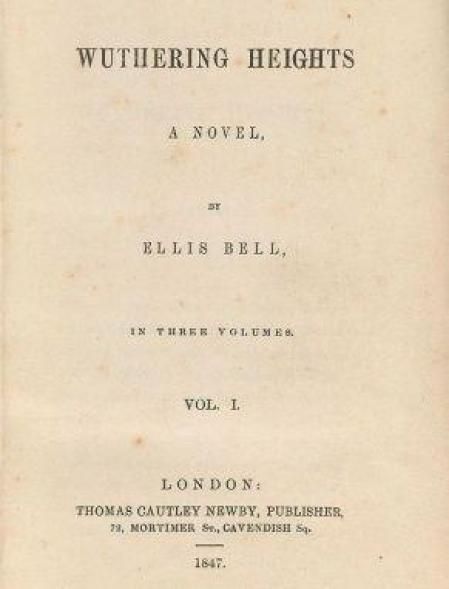 WUTHERING HEIGHTS
A NOVEL,
BY
ELLIS BELL,
IN THREE VOLUMES.
VOL. I.
LONDON:
THOMAS CAUTLEY NEWBY, PUBLISHER,
72, MORTIMER St., CAVENDISH Sq.
1847.